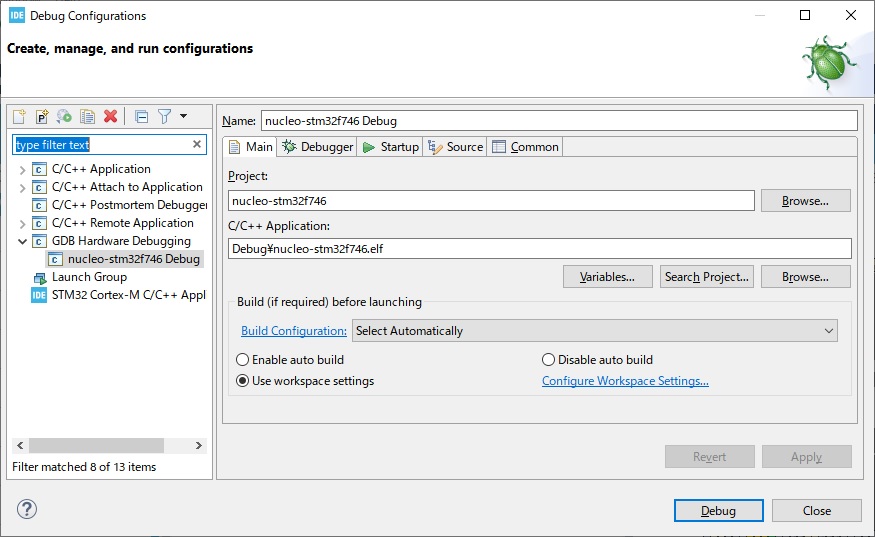 IDE Debug Configurations
Create, manage, and run configurations
type filter text
C/C++ Application
C/C++ Attach to Application
C/C++ Postmortem Debugger
C/C++ Remote Application
GDB Hardware Debugging
nucleo-stm32f746 Debug
Launch Group
IDE STM32 Cortex-M C/C++ Appl
Filter matched 8 of 13 items
Name: nucleo-stm32f746 Debug
Main Debugger Startup Source Common
Project:
nucleo-stm32f746 Browse...
C/C++ Application:
Debug¥nucleo-stm32f746.elf
Variables... Search Project... Browse...
Build (if required) before launching
Build Configuration: Select Automatically
Enable auto build Disable auto build
Use workspace settings Configure Workspace Settings...
Revert Apply
? Debug Close